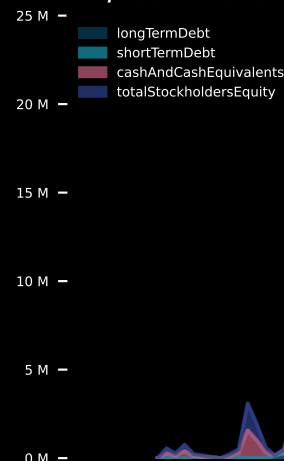 25 M
longTermDebt
shortTermDebt
cashAndCashEquivalents
totalStockholdersEquity
20 M
15 M
10 M
5 M
0 M